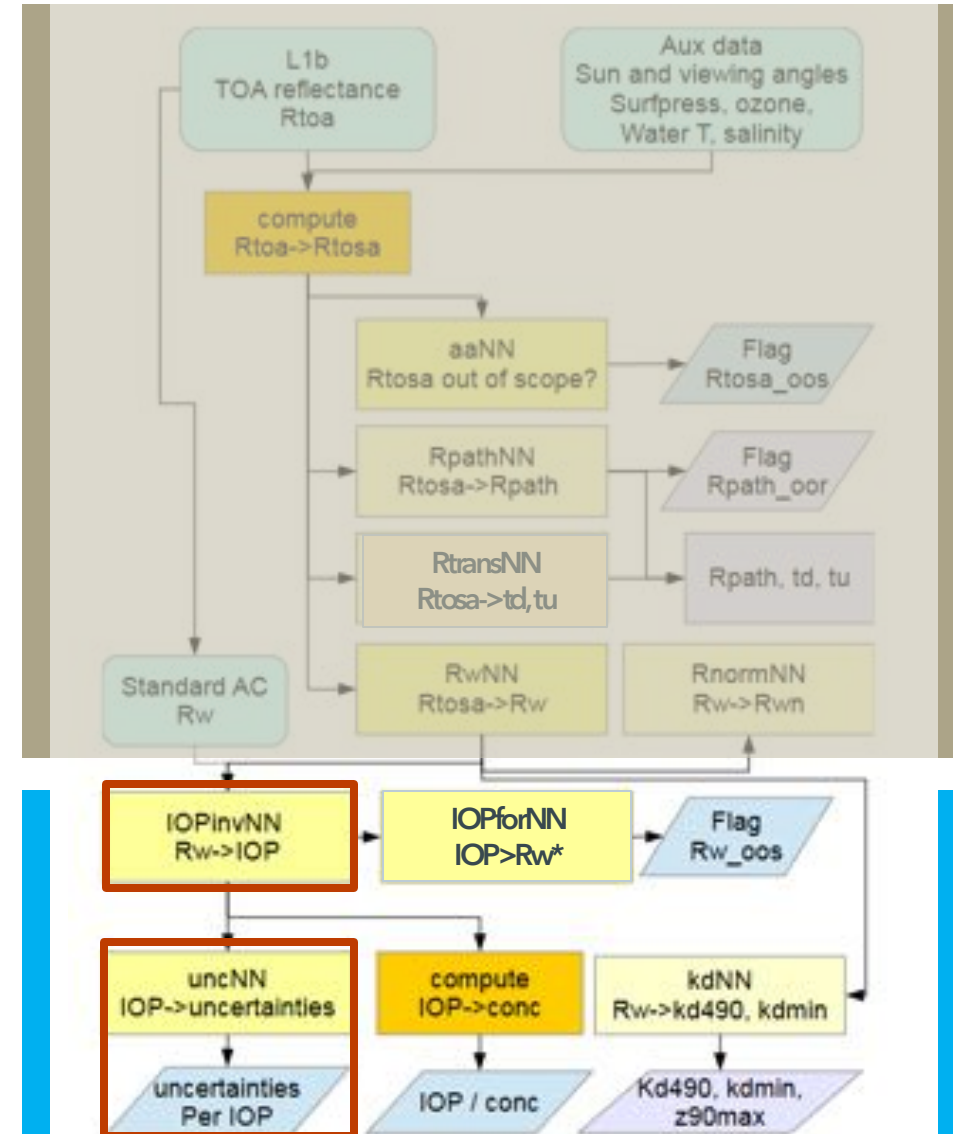 L1b
TOA reflectance
Rtoa
Aux data
Sun and viewing angles
Surfpress, ozone,
Water T, salinity
compute
Rtoa->Rtosa
aaNN
Rtosa out of scope?
Flag
Rtosa_oos
RpathNN
Rtosa->Rpath
Flag
Rpath_oor
RtransNN
Rtosa->td,tu
Rpath, td, tu
Standard AC
Rw
RwNN
Rtosa->Rw
RnormNN
Rw->Rwn
IOPinvNN
Rw->IOP
IOPforNN
IOP>Rw*
Flag
Rw_oos
uncNN
IOP->uncertainties
compute
IOP->conc
kdNN
Rw->kd490, kdmin
uncertainties
Per IOP
IOP / conc
Kd490, kdmin,
z90max